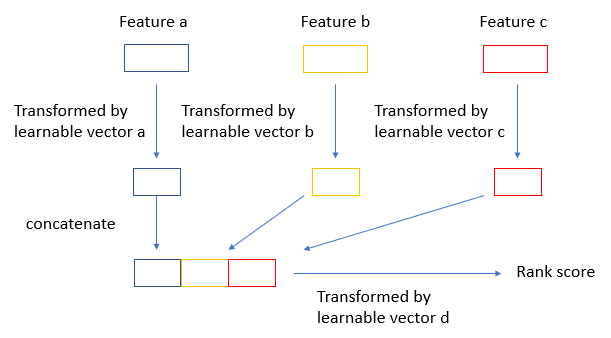 Feature a
Feature b
Feature c
Transformed by
learnable vector a
Transformed by
learnable vector b
Transformed by
learnable vector c
concatenate
Rank score
Transformed by
learnable vector d